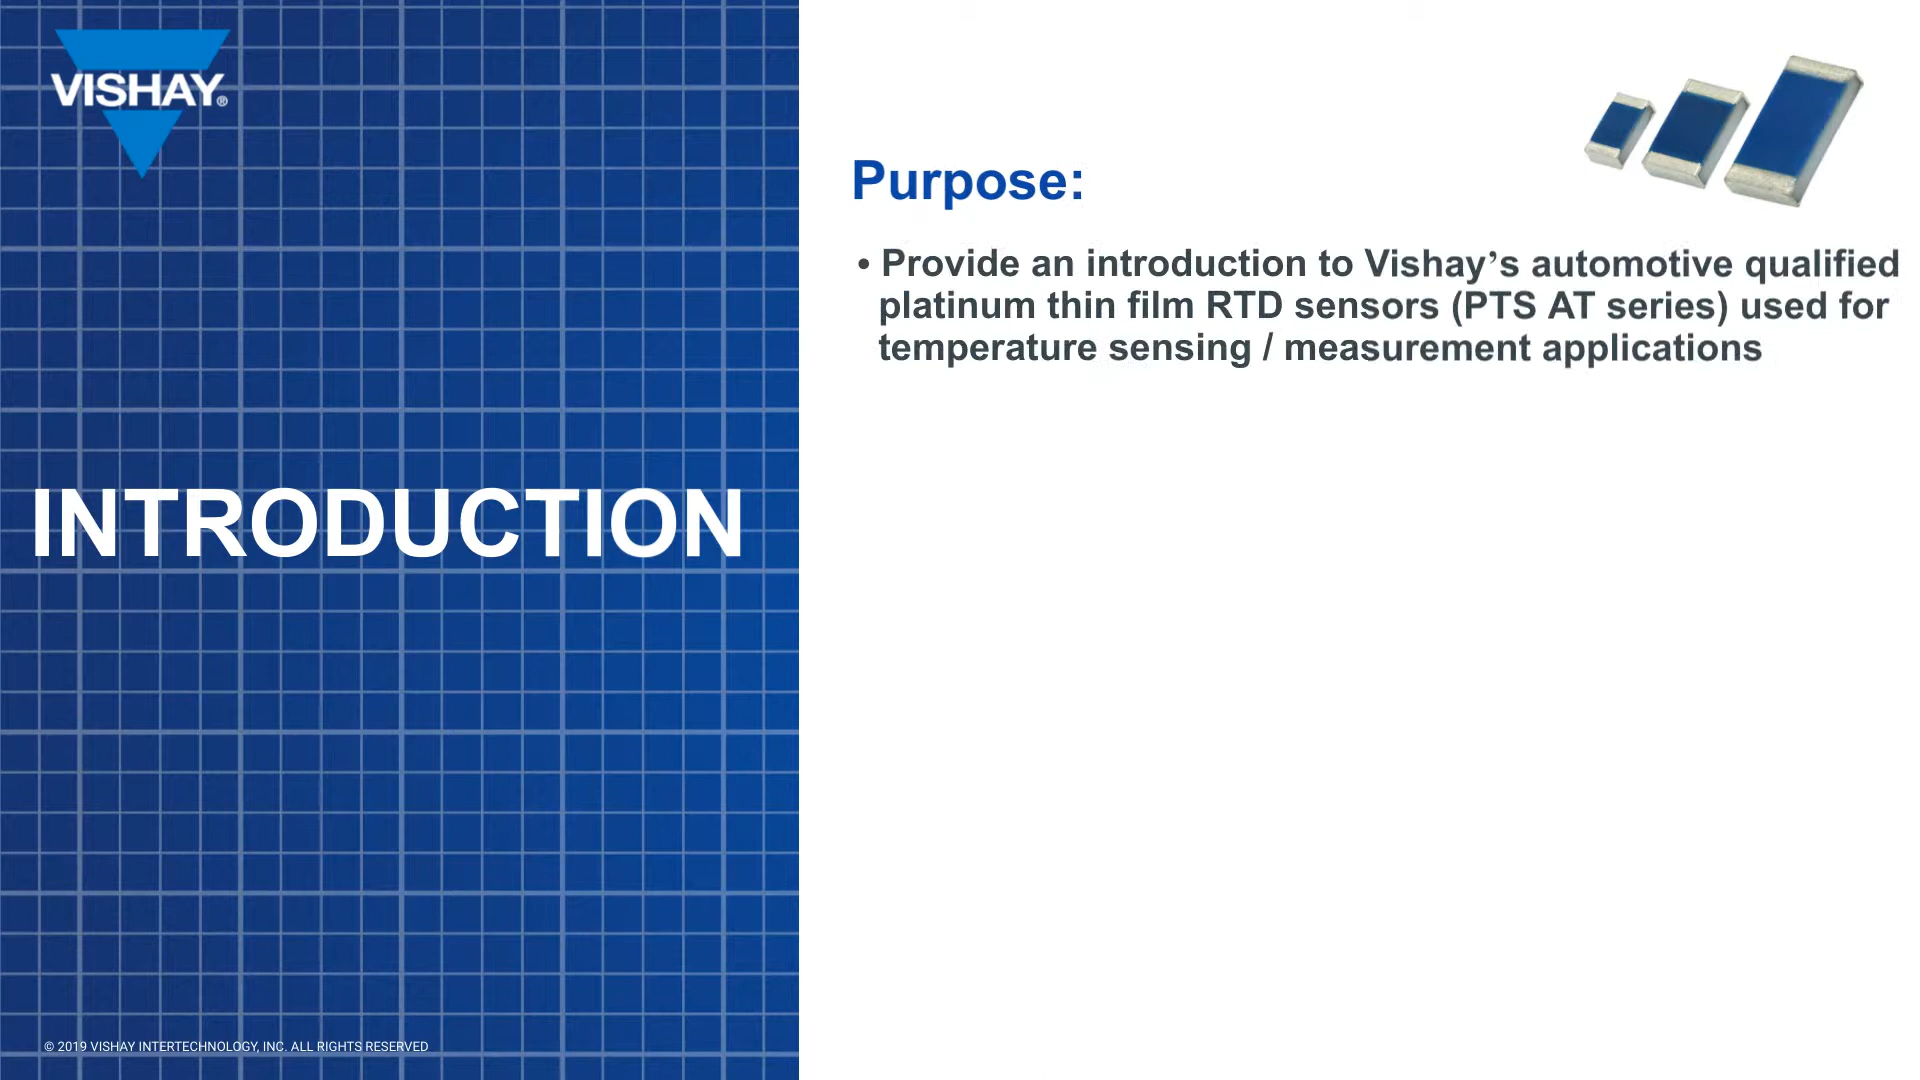 VISHAY®
INTRODUCTION
© 2019 VISHAY INTERTECHNOLOGY, INC. ALL RIGHTS RESERVED
Purpose:
• Provide an introduction to Vishay’s automotive qualified
platinum thin film RTD sensors (PTS AT series) used for
temperature sensing / measurement applications